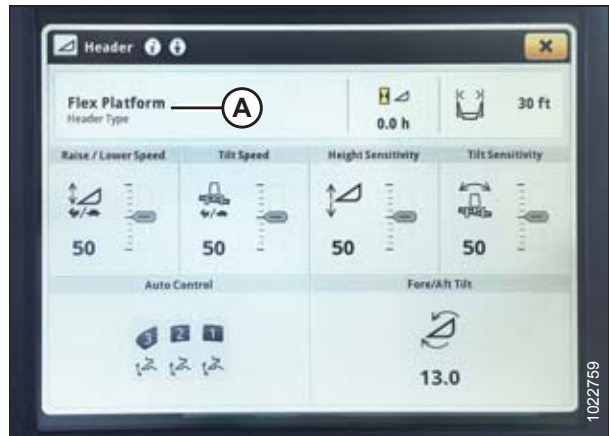 Header
Flex Platform
Header Type
A
0.0 h
30 ft
Raise / Lower Speed
Tilt Speed
Height Sensitivity
Tilt Sensitivity
50
50
50
50
Auto Control
Fore/Aft Tilt
3 2 1
13.0
1022759